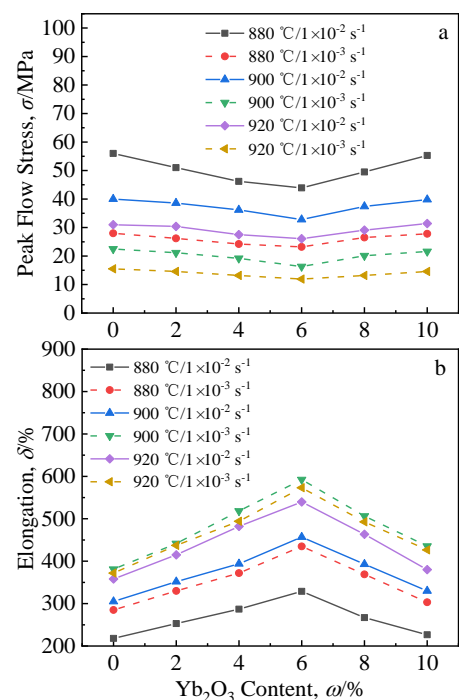 a
100
90
80
70
60
50
40
30
20
10
0
Peak Flow Stress, σ/MPa
880 ℃/1×10⁻² s⁻¹
880 ℃/1×10⁻³ s⁻¹
900 ℃/1×10⁻² s⁻¹
900 ℃/1×10⁻³ s⁻¹
920 ℃/1×10⁻² s⁻¹
920 ℃/1×10⁻³ s⁻¹
0 2 4 6 8 10
b
900
800
700
600
500
400
300
200
Elongation, δ/%
880 ℃/1×10⁻² s⁻¹
880 ℃/1×10⁻³ s⁻¹
900 ℃/1×10⁻² s⁻¹
900 ℃/1×10⁻³ s⁻¹
920 ℃/1×10⁻² s⁻¹
920 ℃/1×10⁻³ s⁻¹
0 2 4 6 8 10
Yb₂O₃ Content, ω/%